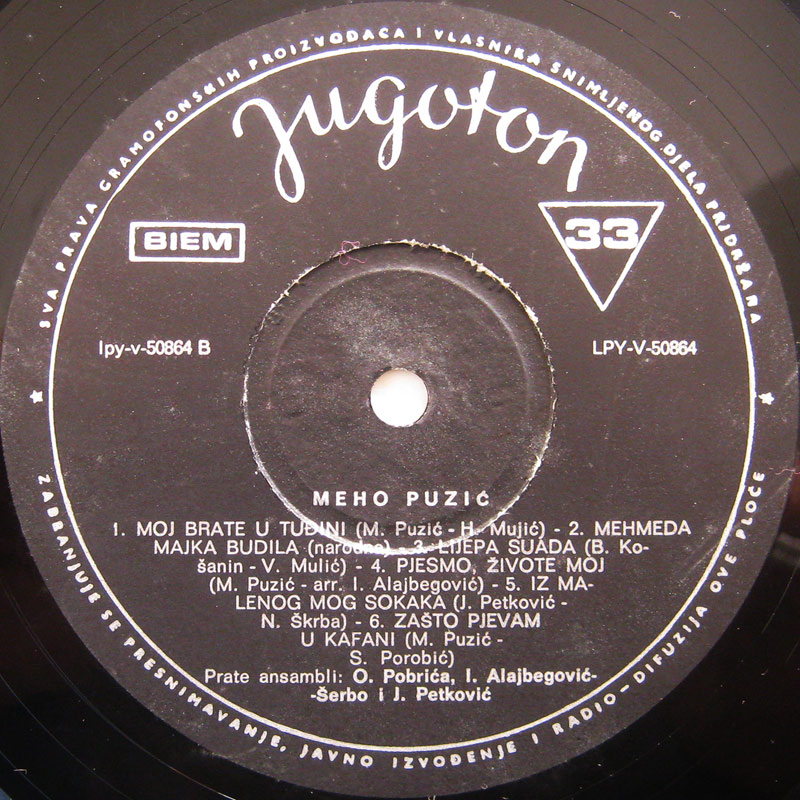 SVA PRAVA GRAMOFONSKIH PROIZVOĐACA I VLASNIKA SNIMLJENOG DJELA PRIDRŽANA
Jugoton
BIEM
33
lpy-v-50864 B
LPY-V-50864
MEHO PUZIĆ
1. MOJ BRATE U TUĐINI (M. Puzić - H. Mujić) - 2. MEHMEDA
MAJKA BUDILA (narodna) - 3. LIJEPA SUADA (B. Ko-
šanin - V. Mulić) - 4. PJESMO, ŽIVOTE MOJ
(M. Puzić - arr. I. Alajbegović) - 5. IZ MA-
LENOG MOG SOKAKA (J. Petković -
N. Škrba) - 6. ZAŠTO PJEVAM
U KAFANI (M. Puzić -
S. Porobić)
Prate ansambli: O. Pobrića, I. Alajbegović-
-Šerbo i J. Petković
ZABRANJUJE SE PRESNIMAVANJE, JAVNO IZVOĐENJE I RADIO-DIFUZIJA OVE PLOČE